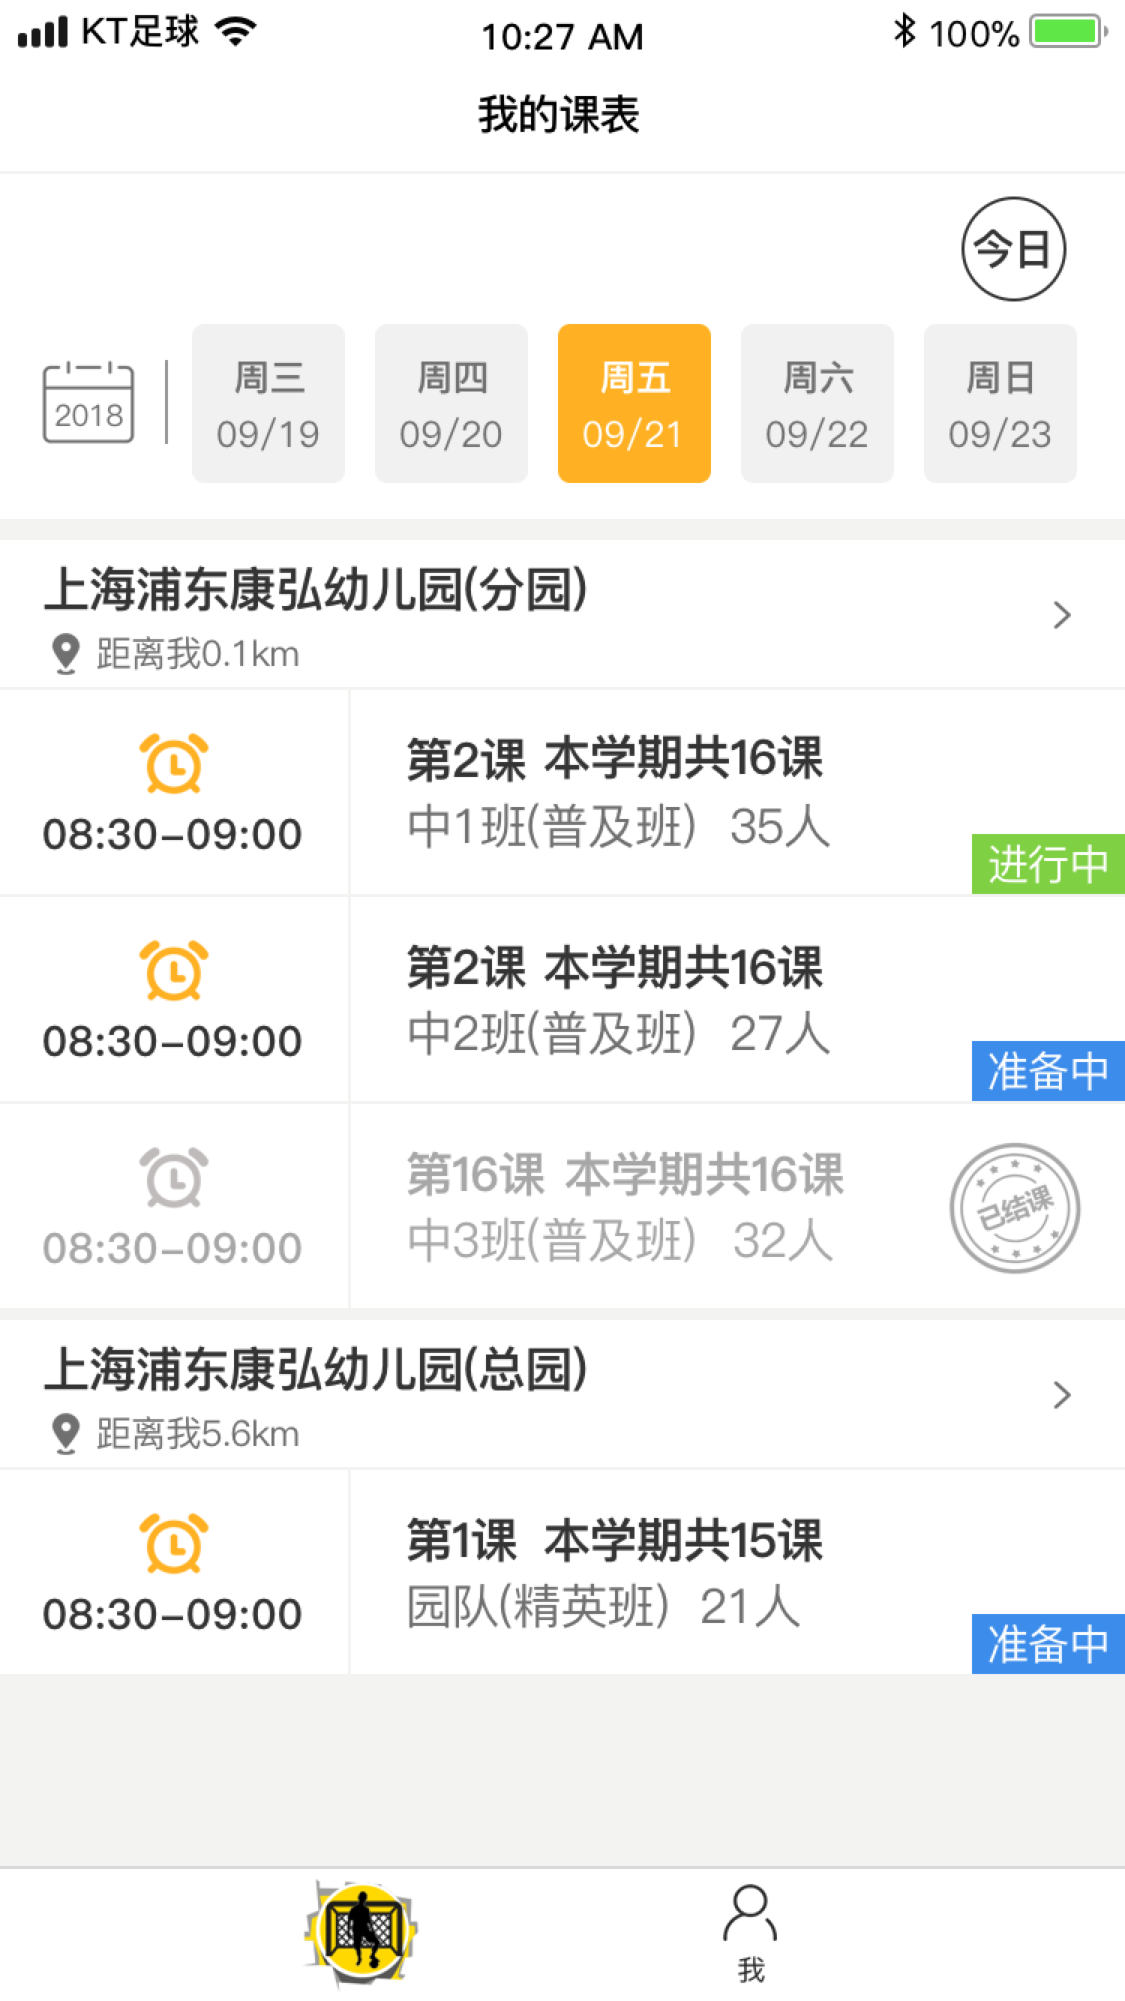 KT足球 10:27 AM 100%
我的课表
今日
2018
周三 周四 周五 周六 周日
09/19 09/20 09/21 09/22 09/23
上海浦东康弘幼儿园(分园)
距离我0.1km
第2课 本学期共16课
08:30-09:00 中1班(普及班) 35人
进行中
第2课 本学期共16课
08:30-09:00 中2班(普及班) 27人
准备中
第16课 本学期共16课
08:30-09:00 中3班(普及班) 32人
已结课
上海浦东康弘幼儿园(总园)
距离我5.6km
第1课 本学期共15课
08:30-09:00 园队(精英班) 21人
准备中
我